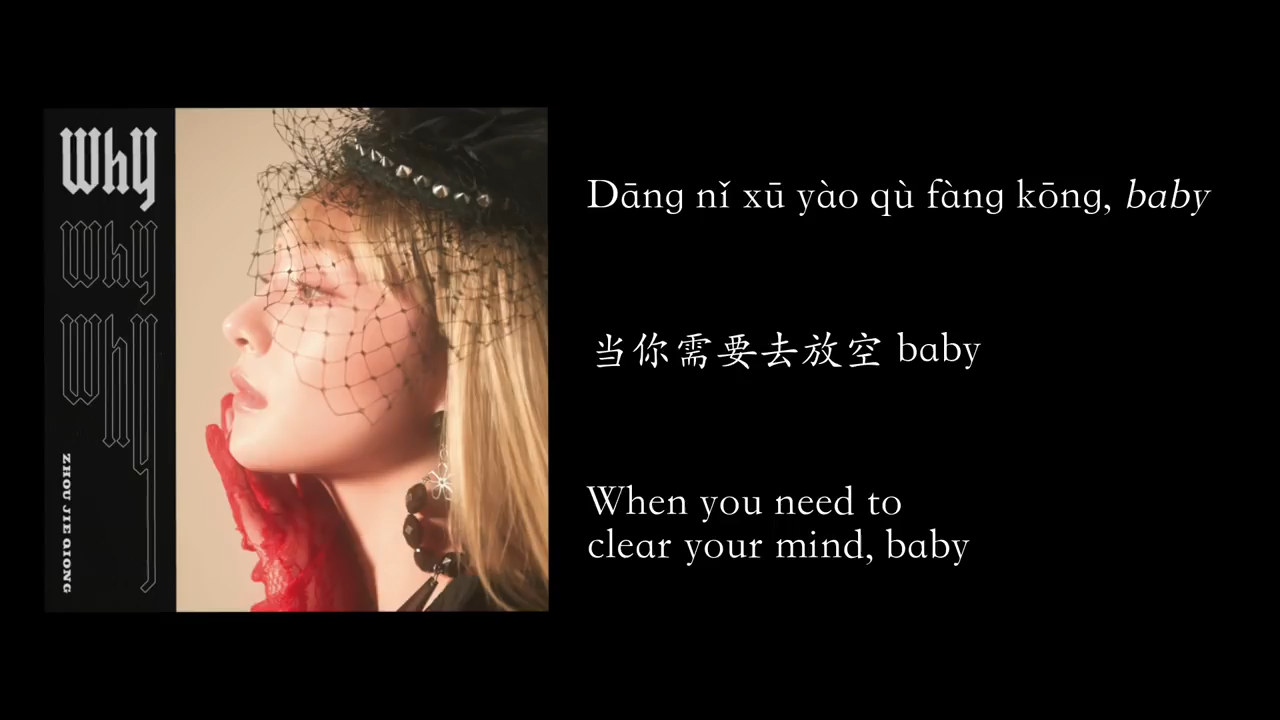 Why
Why
Why
ZHOU JIE QIONG
Dāng nǐ xū yào qù fàng kōng, baby
当你需要去放空 baby
When you need to
clear your mind, baby